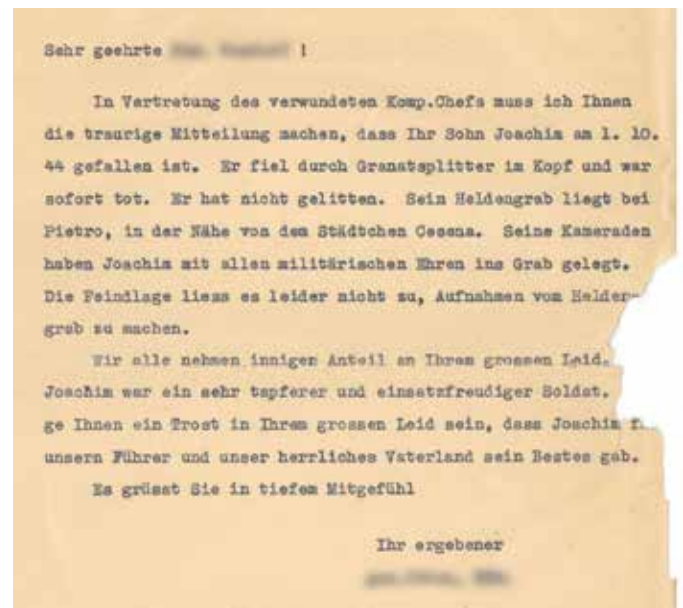 Sehr geehrte !
In Vertretung des verwundeten Komp.Chefs muss ich Ihnen
die traurige Mitteilung machen, dass Ihr Sohn Joachim am 1. 10.
44 gefallen ist. Er fiel durch Granatsplitter im Kopf und war
sofort tot. Er hat nicht gelitten. Sein Heldengrab liegt bei
Pietro, in der Nähe von dem Städtchen Cesena. Seine Kameraden
haben Joachim mit allen militärischen Ehren ins Grab gelegt.
Die Feindlage liess es leider nicht zu, Aufnahmen vom Helden-
grab zu machen.
Wir alle nehmen innigen Anteil an Ihrem grossen Leid.
Joachim war ein sehr tapferer und einsatzfreudiger Soldat.
ge Ihnen ein Trost in Ihrem grossen Leid sein, dass Joachim
unsern Führer und unser herrliches Vaterland sein Bestes gab.
Es grüsst Sie in tiefem Mitgefühl
Ihr ergebener